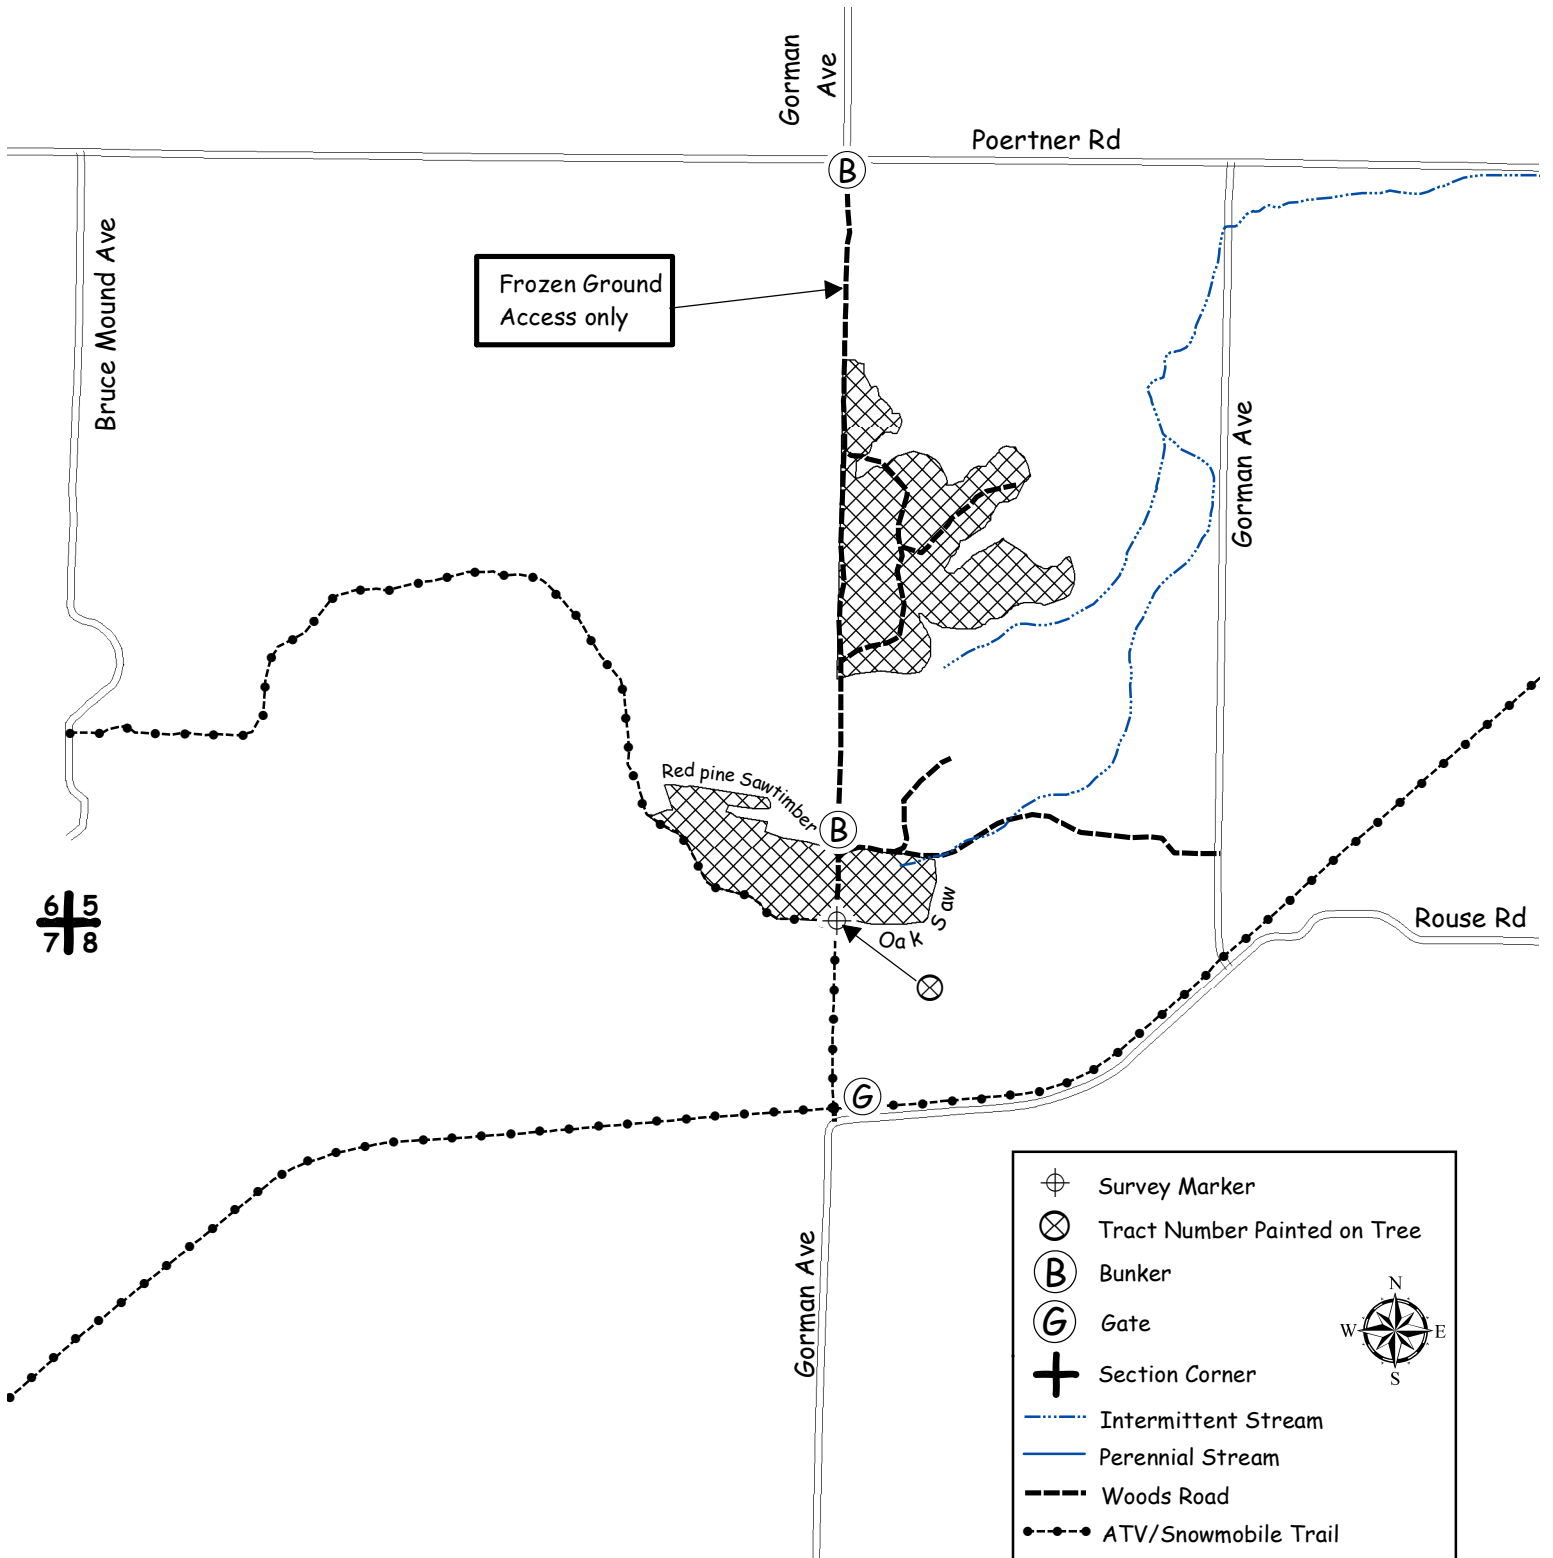 Gorman
Ave
Poertner Rd
B
Bruce Mound Ave
Frozen Ground
Access only
Gorman Ave
Red pine Sawtimber
B
6 5
7 8
Oak Saw
Rouse Rd
G
Gorman Ave
Survey Marker
Tract Number Painted on Tree
B Bunker
G Gate
Section Corner
Intermittent Stream
Perennial Stream
Woods Road
ATV/Snowmobile Trail
N
W E
S